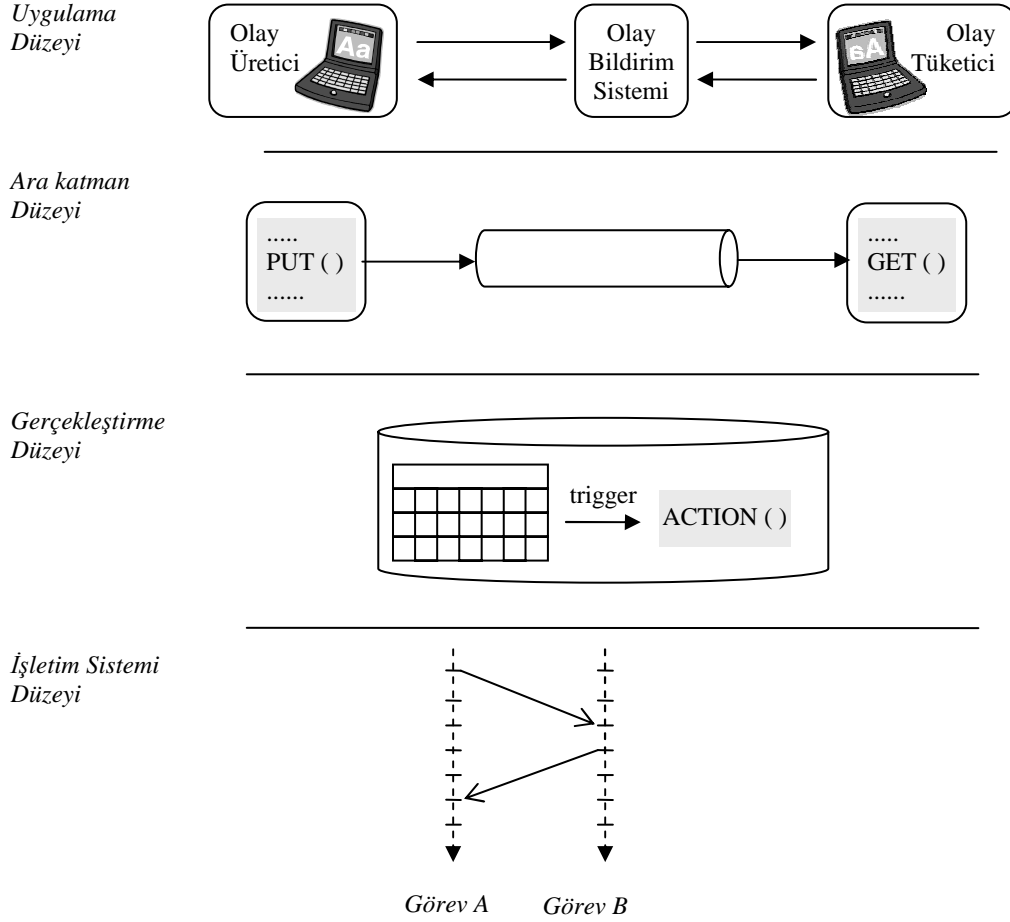 Uygulama
Düzeyi
Olay
Üretici
Aa
Olay
Bildirim
Sistemi
Aa
Olay
Tüketici
Ara katman
Düzeyi
.....
PUT ( )
......
.....
GET ( )
......
Gerçekleştirme
Düzeyi
trigger
ACTION ( )
İşletim Sistemi
Düzeyi
Görev A
Görev B